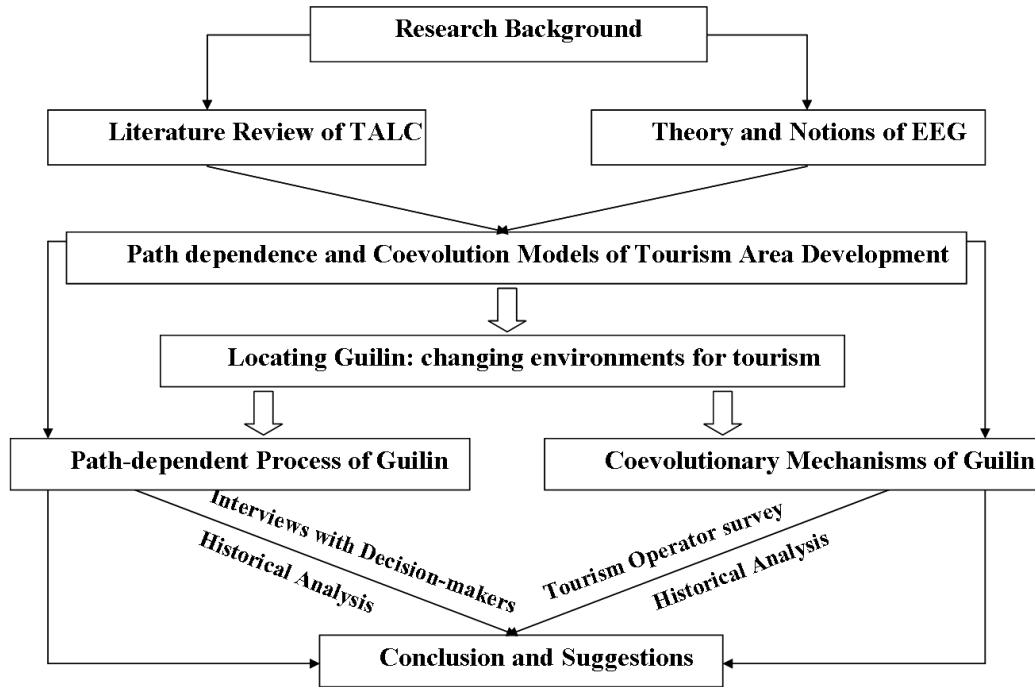 Research Background
Literature Review of TALC
Theory and Notions of EEG
Path dependence and Coevolution Models of Tourism Area Development
Locating Guilin: changing environments for tourism
Path-dependent Process of Guilin
Coevolutionary Mechanisms of Guilin
Interviews with Decision-makers
Historical Analysis
Tourism Operator survey
Historical Analysis
Conclusion and Suggestions